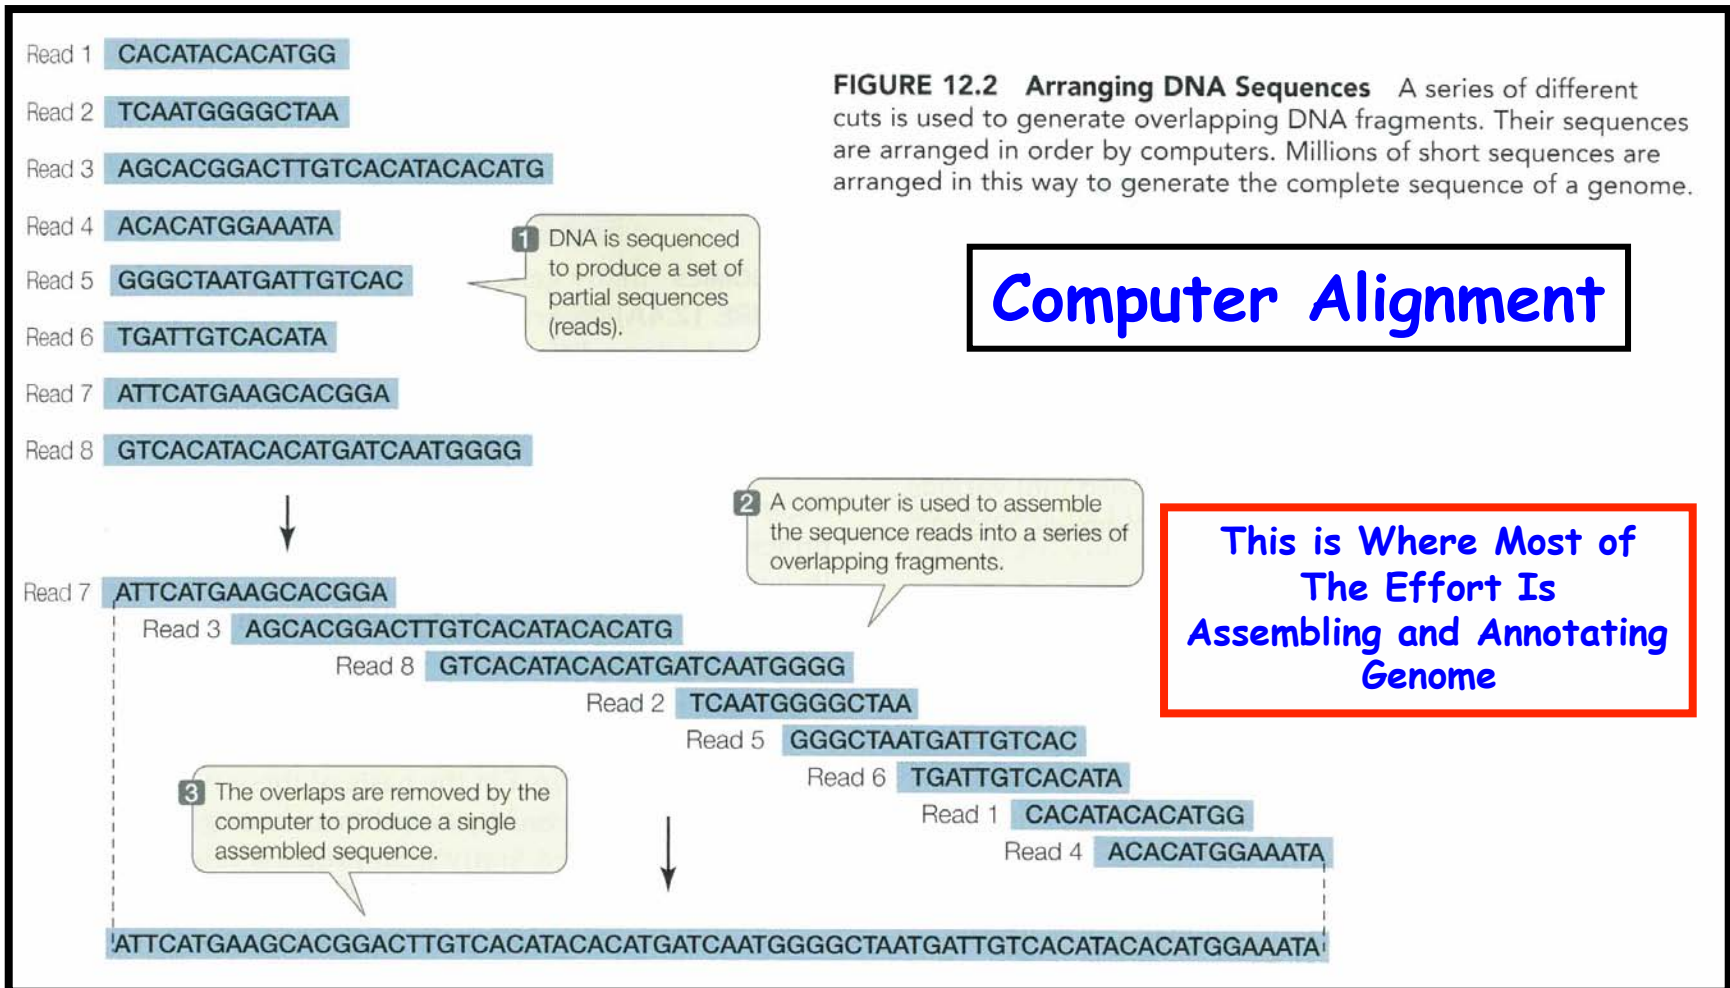 Read 1 CACATACACATGG
Read 2 TCAATGGGGCTAA
Read 3 AGCACGGACTTGTCACATACACATG
Read 4 ACACATGGAAATA
Read 5 GGGCTAATGATTGTCAC
Read 6 TGATTGTCACATA
Read 7 ATTCATGAAGCACGGA
Read 8 GTCACATACACATGATCAATGGGG
1 DNA is sequenced
to produce a set of
partial sequences
(reads).
FIGURE 12.2 Arranging DNA Sequences A series of different
cuts is used to generate overlapping DNA fragments. Their sequences
are arranged in order by computers. Millions of short sequences are
arranged in this way to generate the complete sequence of a genome.
Computer Alignment
2 A computer is used to assemble
the sequence reads into a series of
overlapping fragments.
This is Where Most of
The Effort Is
Assembling and Annotating
Genome
Read 7 ATTCATGAAGCACGGA
Read 3 AGCACGGACTTGTCACATACACATG
Read 8 GTCACATACACATGATCAATGGGG
Read 2 TCAATGGGGCTAA
Read 5 GGGCTAATGATTGTCAC
Read 6 TGATTGTCACATA
Read 1 CACATACACATGG
Read 4 ACACATGGAAATA
3 The overlaps are removed by the
computer to produce a single
assembled sequence.
ATTCATGAAGCACGGACTTGTCACATACACATGATCAATGGGGCTAATGATTGTCACATACACATGGAAATA